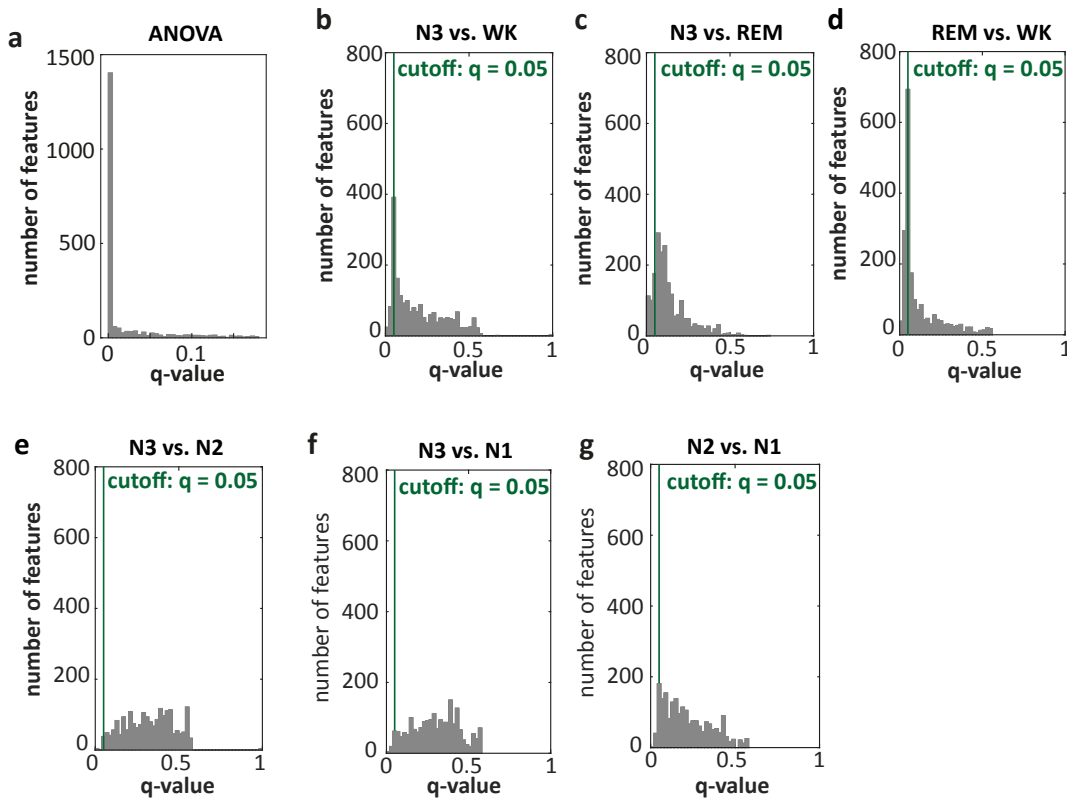 a
ANOVA
number of features
1500
1000
500
0
0
0.1
q-value
b
N3 vs. WK
cutoff: q = 0.05
number of features
800
600
400
200
0
0
0.5
1
q-value
c
N3 vs. REM
cutoff: q = 0.05
number of features
800
600
400
200
0
0
0.5
1
q-value
d
REM vs. WK
cutoff: q = 0.05
number of features
800
600
400
200
0
0
0.5
1
q-value
e
N3 vs. N2
cutoff: q = 0.05
number of features
800
600
400
200
0
0
0.5
1
q-value
f
N3 vs. N1
cutoff: q = 0.05
number of features
800
600
400
200
0
0
0.5
1
q-value
g
N2 vs. N1
cutoff: q = 0.05
number of features
800
600
400
200
0
0
0.5
1
q-value